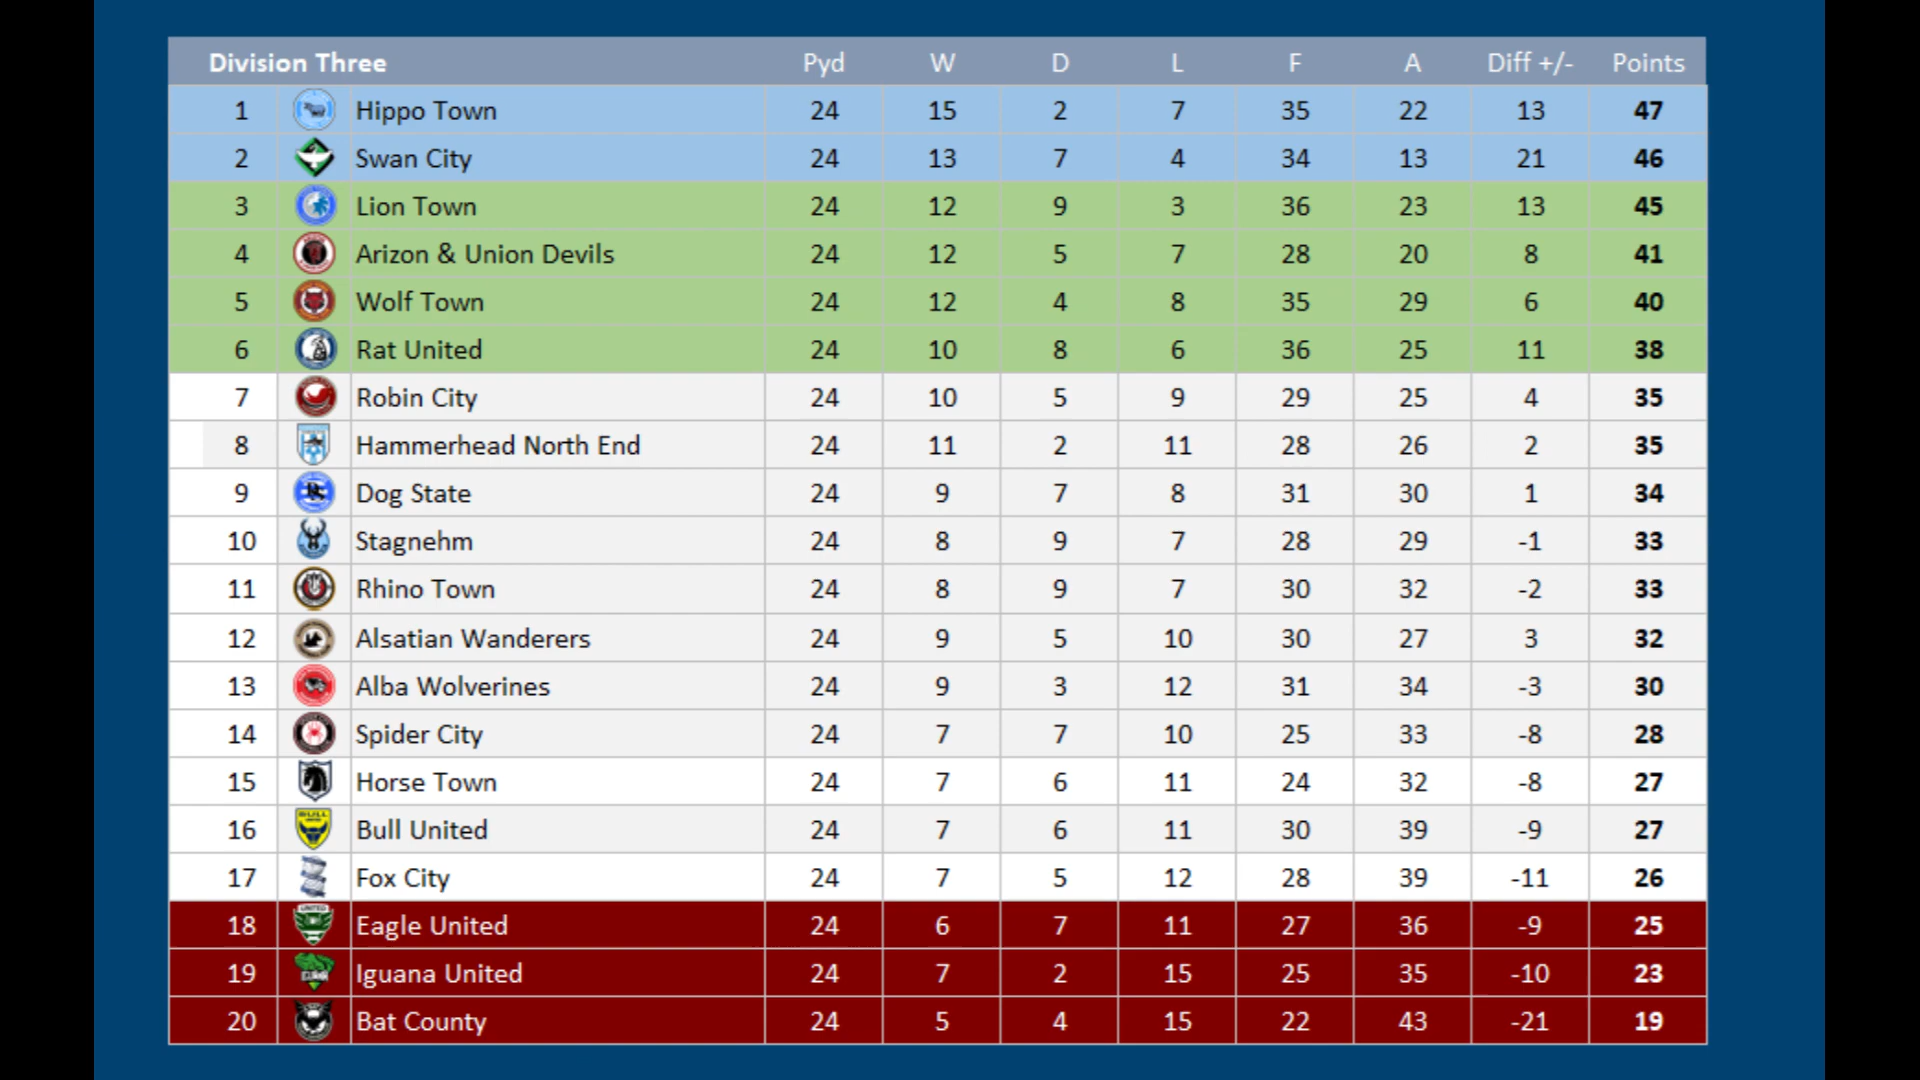 Division Three Pyd W D L F A Diff +/- Points
1 Hippo Town 24 15 2 7 35 22 13 47
2 Swan City 24 13 7 4 34 13 21 46
3 Lion Town 24 12 9 3 36 23 13 45
4 Arizon & Union Devils 24 12 5 7 28 20 8 41
5 Wolf Town 24 12 4 8 35 29 6 40
6 Rat United 24 10 8 6 36 25 11 38
7 Robin City 24 10 5 9 29 25 4 35
8 Hammerhead North End 24 11 2 11 28 26 2 35
9 Dog State 24 9 7 8 31 30 1 34
10 Stagnehm 24 8 9 7 28 29 -1 33
11 Rhino Town 24 8 9 7 30 32 -2 33
12 Alsatian Wanderers 24 9 5 10 30 27 3 32
13 Alba Wolverines 24 9 3 12 31 34 -3 30
14 Spider City 24 7 7 10 25 33 -8 28
15 Horse Town 24 7 6 11 24 32 -8 27
16 Bull United 24 7 6 11 30 39 -9 27
17 Fox City 24 7 5 12 28 39 -11 26
18 Eagle United 24 6 7 11 27 36 -9 25
19 Iguana United 24 7 2 15 25 35 -10 23
20 Bat County 24 5 4 15 22 43 -21 19